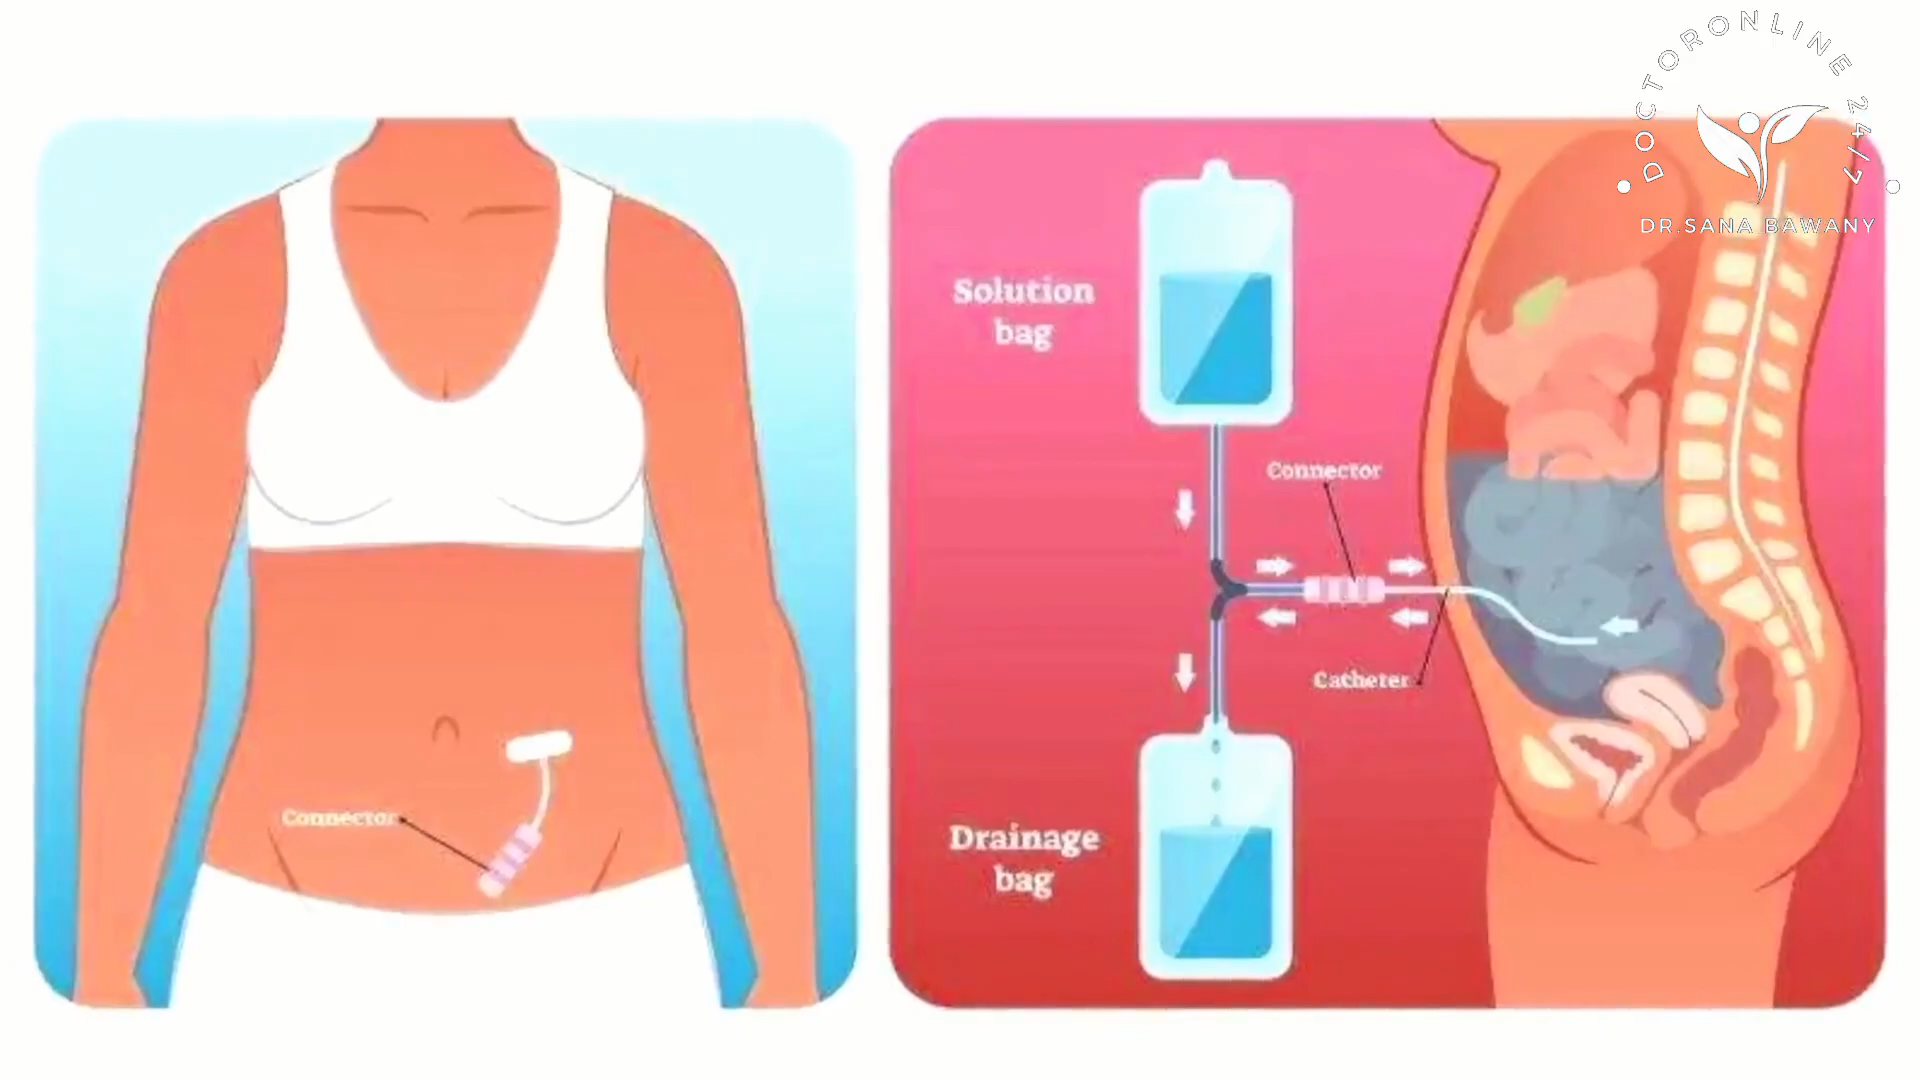 DOCTORONLINE 24/7
DR.SANA BAWANY
Solution
bag
Connector
Catheter
Connector
Drainage
bag